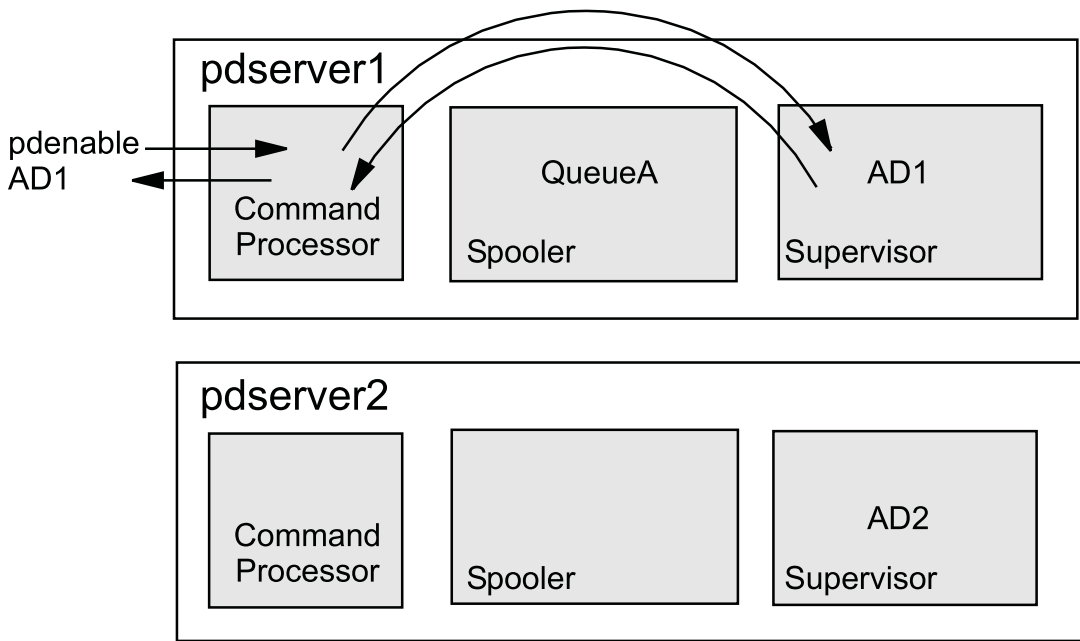 pdserver1
pdenable
AD1
Command
Processor
QueueA
Spooler
AD1
Supervisor
pdserver2
Command
Processor
Spooler
AD2
Supervisor